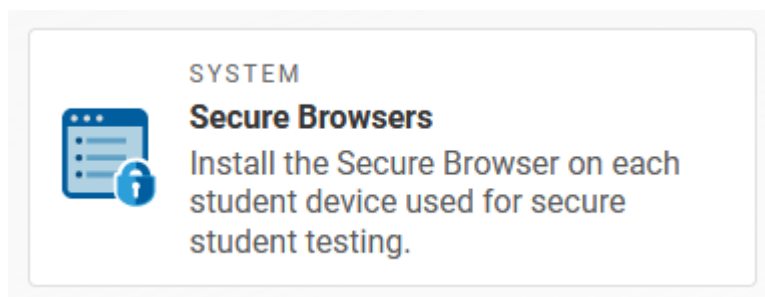 SYSTEM
Secure Browsers
Install the Secure Browser on each
student device used for secure
student testing.